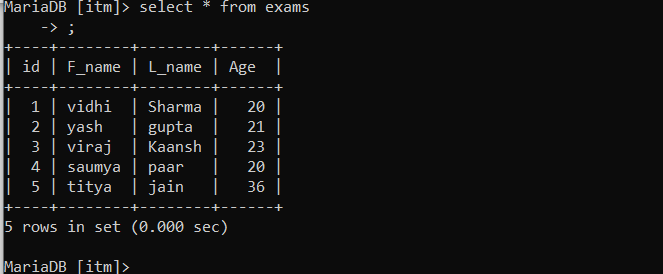 MariaDB [itm]> select * from exams
    -> ;
+----+--------+--------+------+
| id | F_name | L_name | Age  |
+----+--------+--------+------+
|  1 | vidhi  | Sharma |   20 |
|  2 | yash   | gupta  |   21 |
|  3 | viraj  | Kaansh |   23 |
|  4 | saumya | paar   |   20 |
|  5 | titya  | jain   |   36 |
+----+--------+--------+------+
5 rows in set (0.000 sec)

MariaDB [itm]>